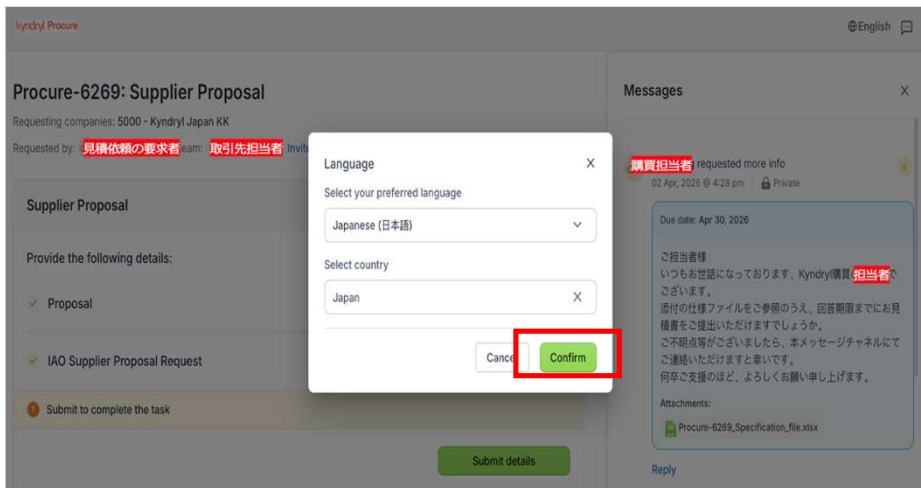 kyndryl Procure
English
Procure-6269: Supplier Proposal
Requesting companies: 5000 - Kyndryl Japan KK
Requested by: 見積依頼の要求者 eam: 取引先担当者 Invit
Supplier Proposal
Provide the following details:
Proposal
IAO Supplier Proposal Request
Submit to complete the task
Submit details
Language
X
Select your preferred language
Japanese (日本語)
Select country
Japan
X
Cance
Confirm
Messages
X
購買担当者 requested more info
02 Apr, 2026 @ 4:28 pm
Private
Due date: Apr 30, 2026
ご担当者様
いつもお世話になっております、Kyndryl購買 担当者 で
ございます。
添付の仕様ファイルをご参照のうえ、回答期限までにお見
積書をご提出いただけますでしょうか。
ご不明点等がございましたら、本メッセージチャネルにて
ご連絡いただけますと幸いです。
何卒ご支援のほど、よろしくお願い申し上げます。
Attachments:
Procure-6269_Specification_file.xlsx
Reply